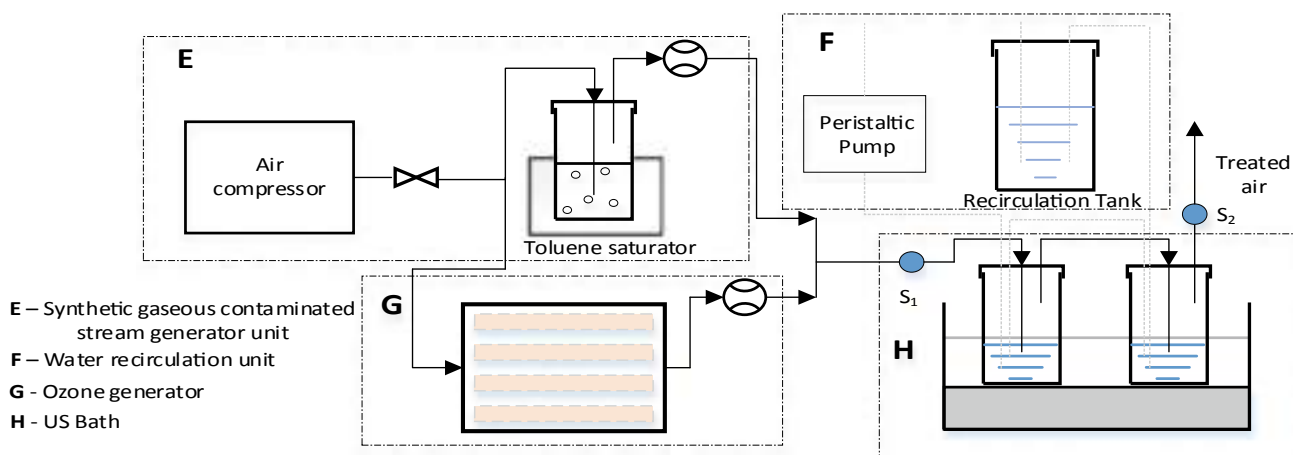 E
Air
compressor
Toluene saturator
F
Peristaltic
Pump
Recirculation Tank
Treated
air
S₂
S₁
G
H
E – Synthetic gaseous contaminated
stream generator unit
F – Water recirculation unit
G - Ozone generator
H - US Bath